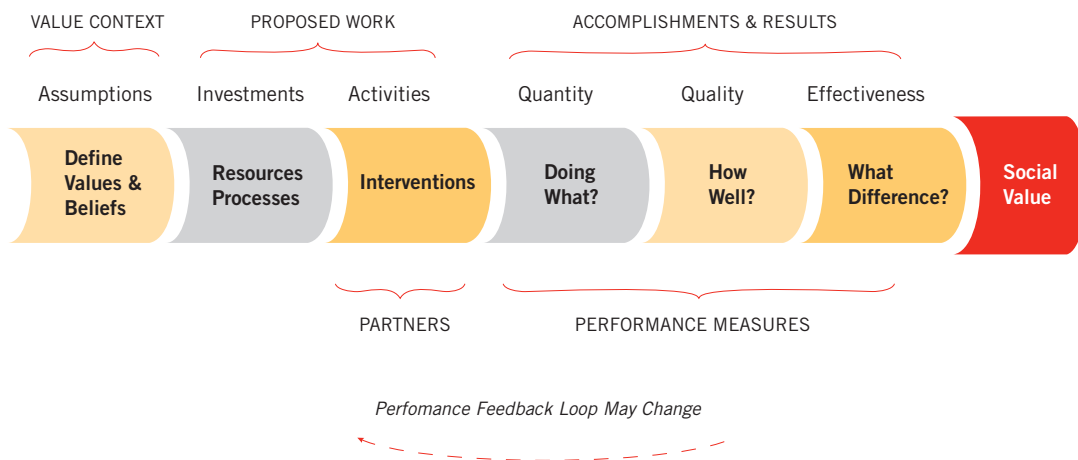 VALUE CONTEXT
PROPOSED WORK
ACCOMPLISHMENTS & RESULTS
Assumptions
Investments
Activities
Quantity
Quality
Effectiveness
Define
Values &
Beliefs
Resources
Processes
Interventions
Doing
What?
How
Well?
What
Difference?
Social
Value
PARTNERS
PERFORMANCE MEASURES
Perfomance Feedback Loop May Change